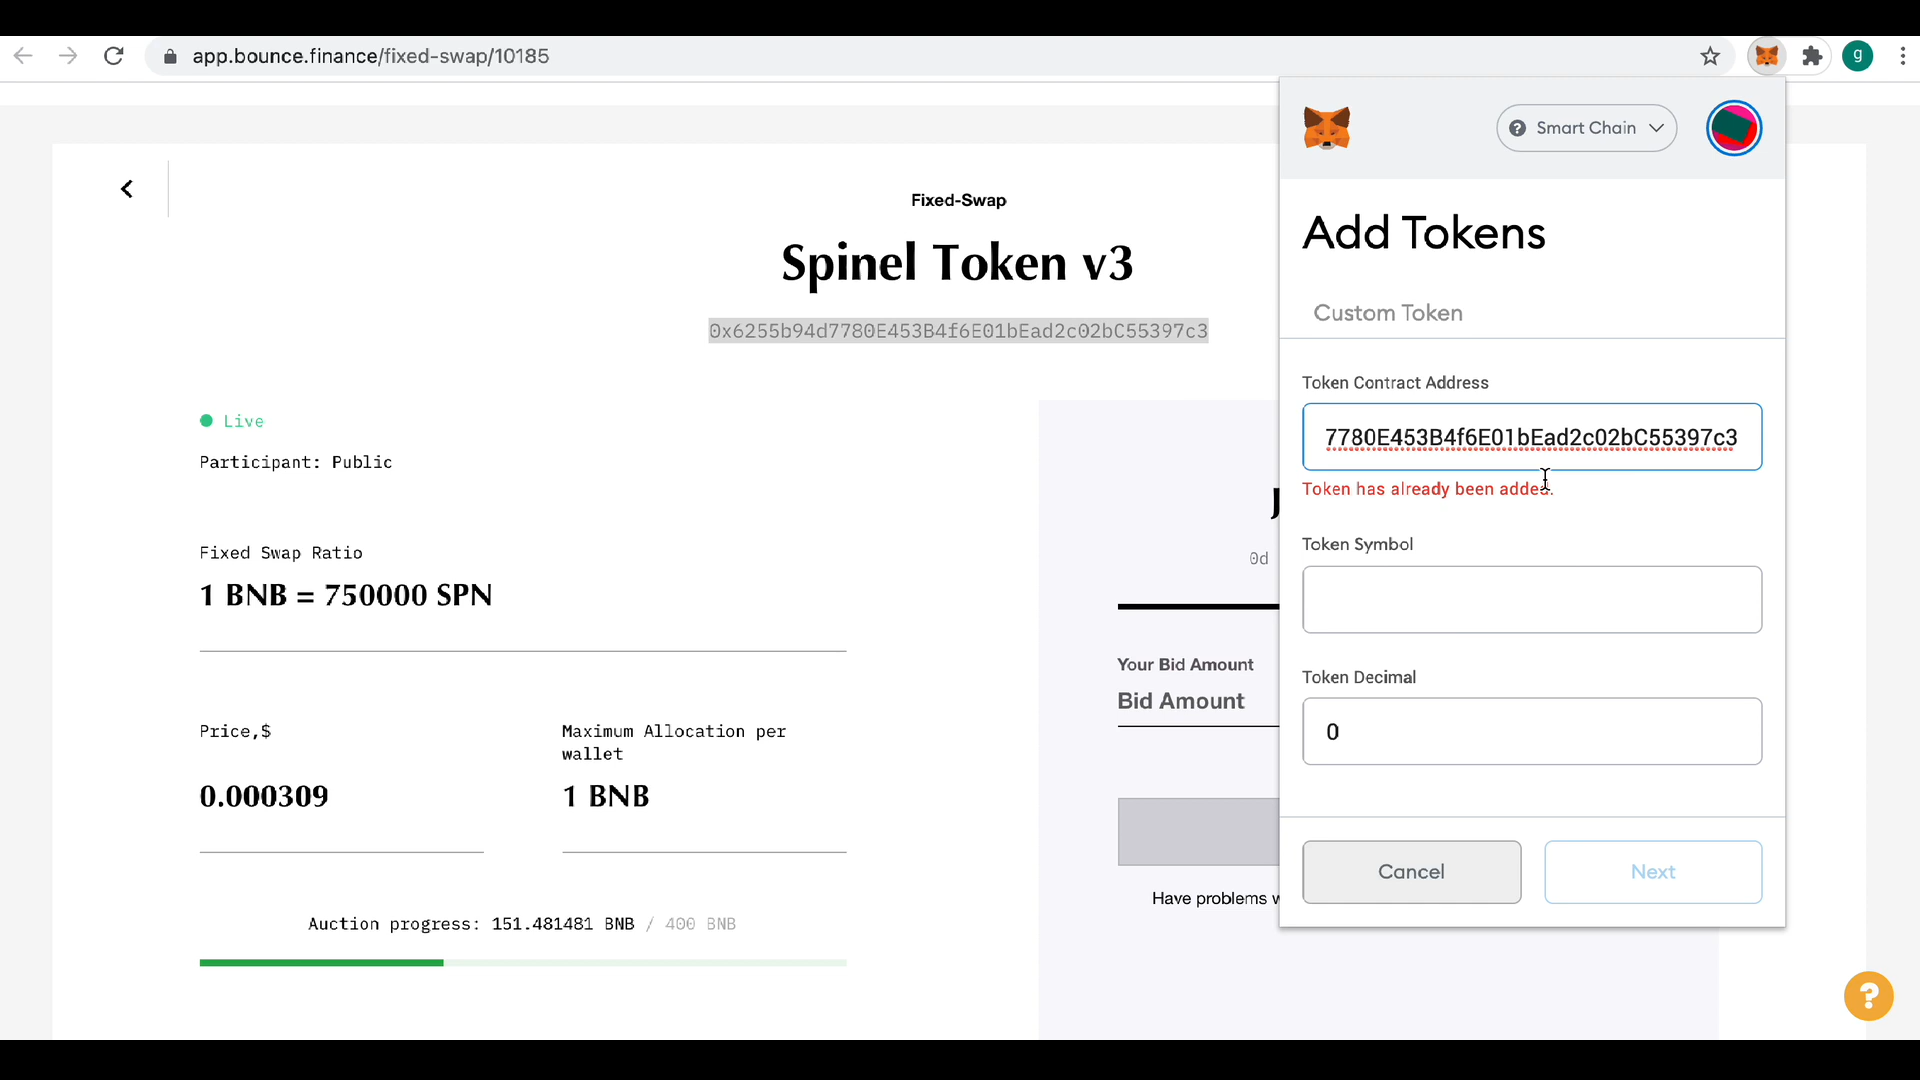 app.bounce.finance/fixed-swap/10185
g
Smart Chain
Fixed-Swap
Spinel Token v3
0x6255b94d7780E453B4f6E01bEad2c02bC55397c3
Live
Participant: Public
Fixed Swap Ratio
1 BNB = 750000 SPN
Price,$
0.000309
Maximum Allocation per
wallet
1 BNB
Auction progress: 151.481481 BNB / 400 BNB
J
0d
Your Bid Amount
Bid Amount
Have problems w
Add Tokens
Custom Token
Token Contract Address
7780E453B4f6E01bEad2c02bC55397c3
Token has already been added.
Token Symbol
Token Decimal
0
Cancel
Next
?